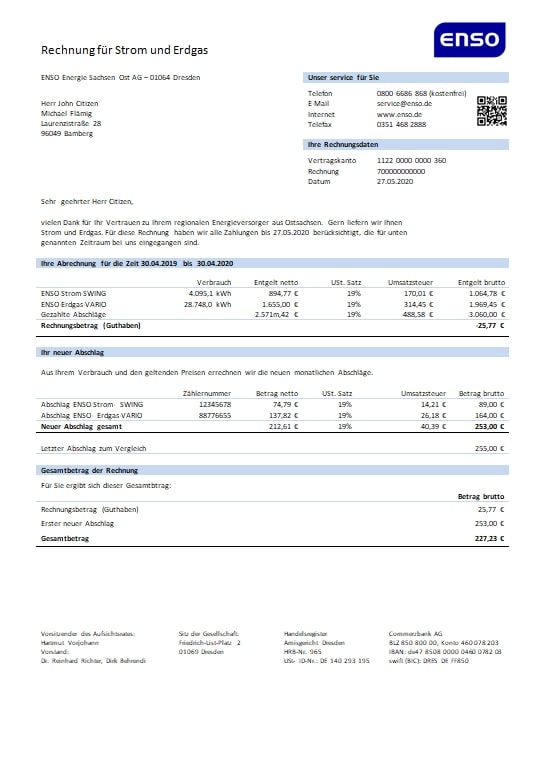 enso
Rechnung für Strom und Erdgas
ENSO Energie Sachsen Ost AG – 01064 Dresden
Unser service für Sie
Telefon 0800 6686 868 (kostenfrei)
E Mail service@enso.de
Internet www.enso.de
Telefax 0351 468 2888
Herr John Citizen
Michael Flämig
Laurenzistraße 28
96049 Bamberg
Ihre Rechnungsdaten
Vertragskanto 1122 0000 0000 360
Rechnung 700000000000
Datum 27.05.2020
Sehr geehrter Herr Citizen,
vielen Dank für Ihr Vertrauen zu Ihrem regionalen Energieversorger aus Ostsachsen. Gern liefern wir Ihnen
Strom und Erdgas. Für diese Rechnung haben wir alle Zahlungen bis 27.05.2020 berücksichtigt, die für unten
genannten Zeitraum bei uns eingegangen sind.
Ihre Abrechnung für die Zeit 30.04.2019 bis 30.04.2020
Verbrauch Entgelt netto USt. Satz Umsatzsteuer Entgelt brutto
ENSO Strom SWING 4.095,1 kWh 894,77 € 19% 170,01 € 1.064,78 €
ENSO Erdgas VARIO 28.748,0 kWh 1.655,00 € 19% 314,45 € 1.969,45 €
Gezahlte Abschläge 2.571m,42 € 19% 488,58 € 3.060,00 €
Rechnungsbetrag (Guthaben) -25,77 €
Ihr neuer Abschlag
Aus Ihrem Verbrauch und den geltenden Preisen errechnen wir die neuen monatlichen Abschläge.
Zählernummer Betrag netto USt. Satz Umsatzsteuer Betrag brutto
Abschlag ENSO Strom- SWING 12345678 74,79 € 19% 14,21 € 89,00 €
Abschlag ENSO- Erdgas VARIO 88776655 137,82 € 19% 26,18 € 164,00 €
Neuer Abschlag gesamt 212,61 € 19% 40,39 € 253,00 €
Letzter Abschlag zum Vergleich 255,00 €
Gesamtbetrag der Rechnung
Für Sie ergibt sich dieser Gesamtbtrag:
Betrag brutto
Rechnungsbetrag (Guthaben) 25,77 €
Erster neuer Abschlag 253,00 €
Gesamtbetrag 227,23 €
Vorsitzender des Aufsichtsrates: Sitz der Gesellschaft: Handelsregister Commerzbank AG
Hartmut Vorjohann Friedrich-List-Platz 2 Amisgericht Dresden BLZ 850 800 00, Konto 460 078 203
Vorstand: 01069 Dresden HRB-Nr. 965 IBAN: de47 8508 0000 0460 0782 03
Dr. Reinhard Richter, Dirk Behrendi USt- ID-Nr.: DE 140 293 195 swift (BIC): DRES DE FF850